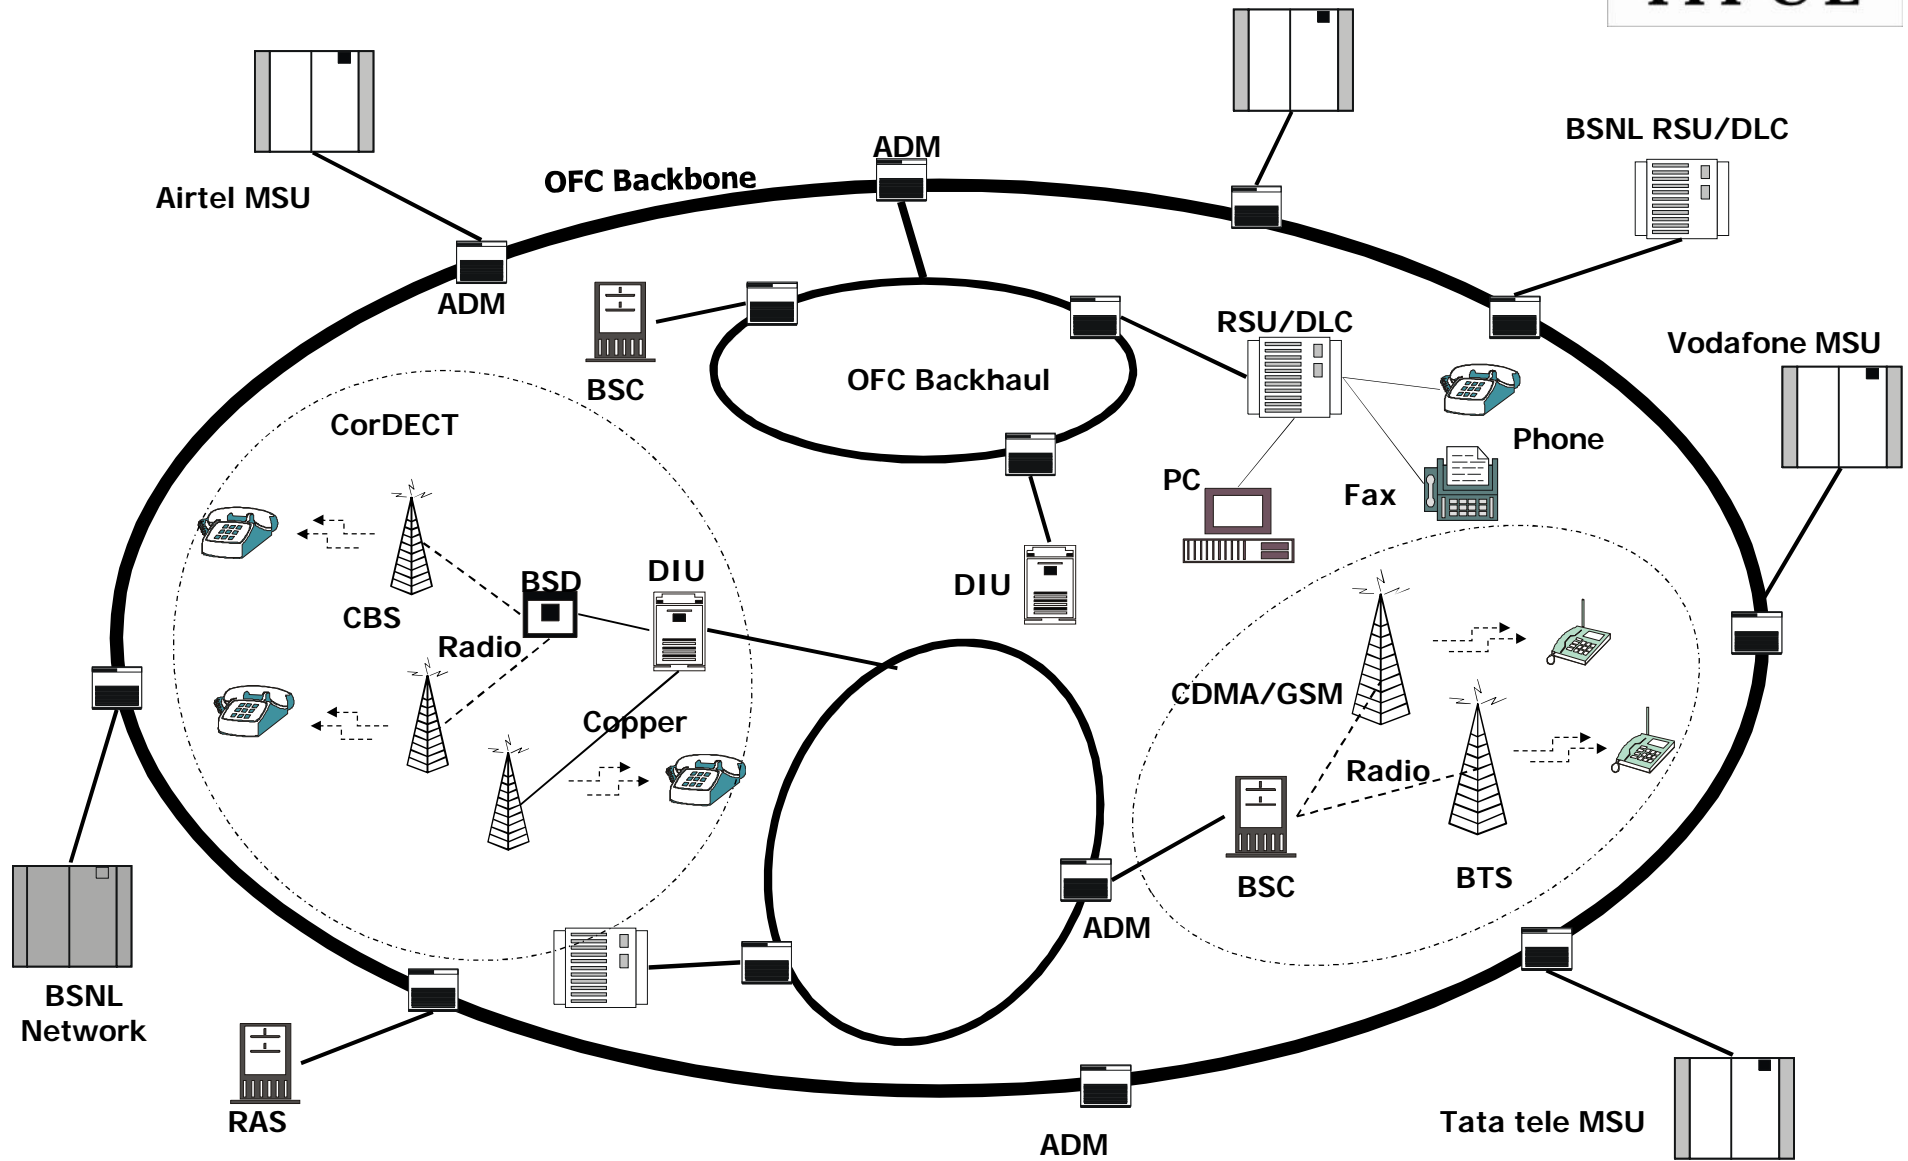 BSNL RSU/DLC
ADM
OFC Backbone
Airtel MSU
ADM
RSU/DLC
Vodafone MSU
BSC
OFC Backhaul
CorDECT
Phone
PC
Fax
BSD
DIU
DIU
CBS
Radio
CDMA/GSM
Copper
Radio
BSC
BTS
ADM
BSNL
Network
RAS
Tata tele MSU
ADM